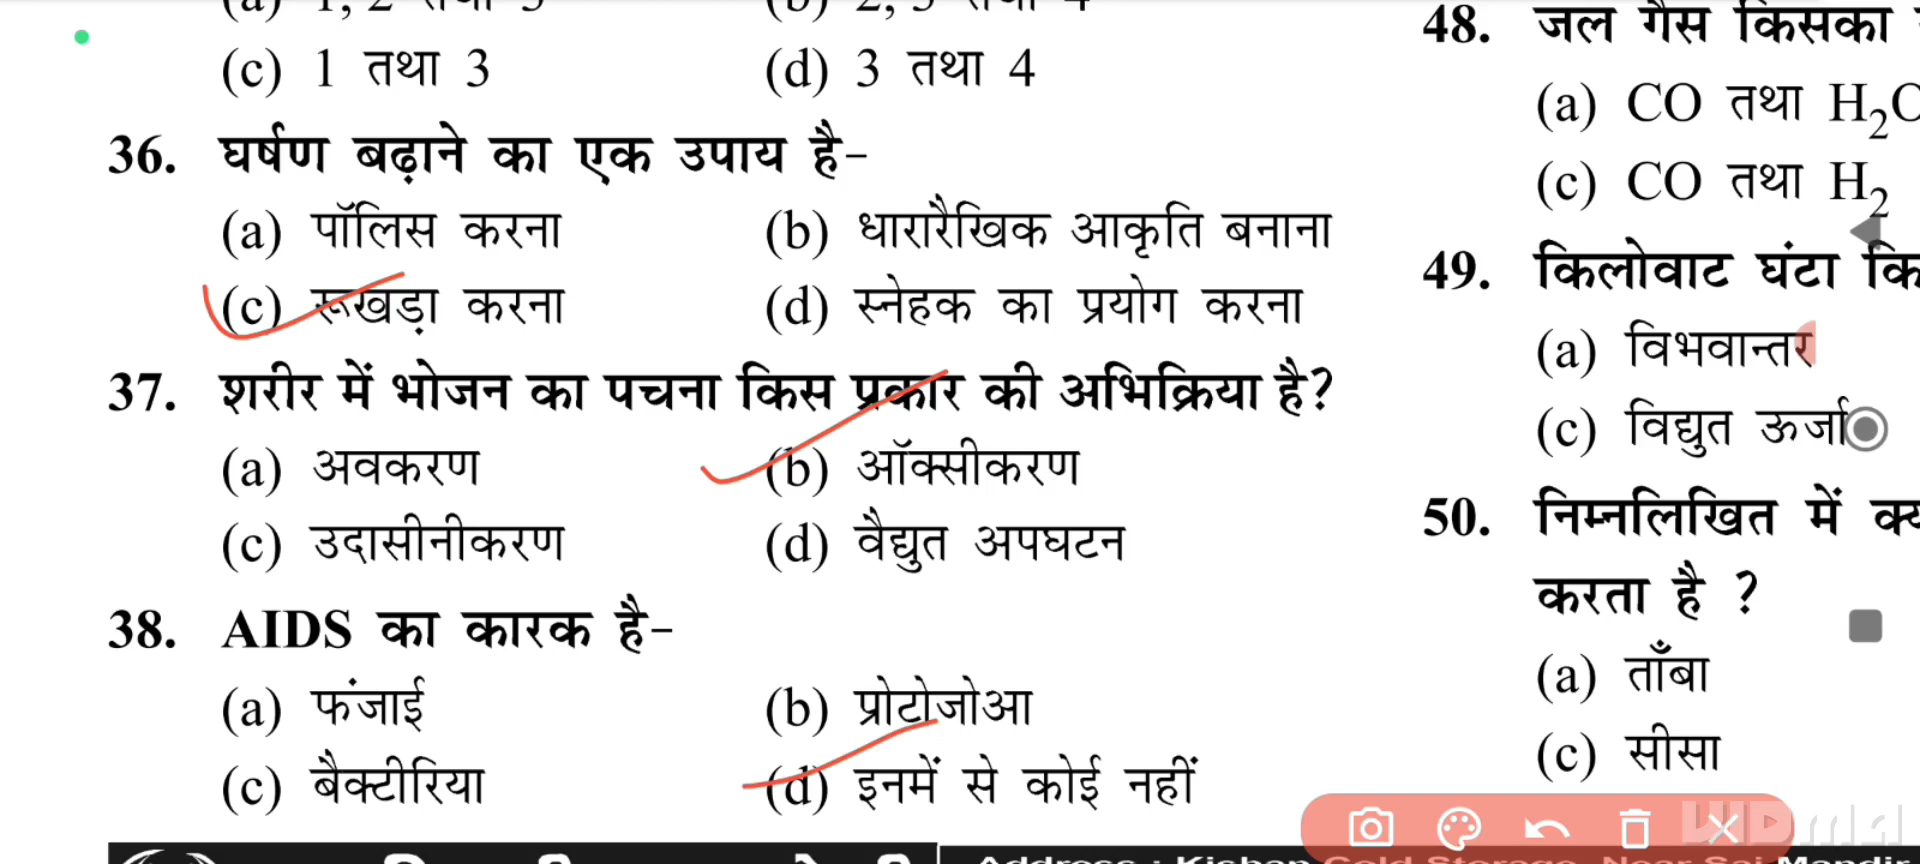 (c) 1 तथा 3 (d) 3 तथा 4
36. घर्षण बढ़ाने का एक उपाय है-
(a) पॉलिस करना (b) धारारैखिक आकृति बनाना
(c) रूखड़ा करना (d) स्नेहक का प्रयोग करना
37. शरीर में भोजन का पचना किस प्रकार की अभिक्रिया है?
(a) अवकरण (b) ऑक्सीकरण
(c) उदासीनीकरण (d) वैद्युत अपघटन
38. AIDS का कारक है-
(a) फंजाई (b) प्रोटोजोआ
(c) बैक्टीरिया (d) इनमें से कोई नहीं
48. जल गैस किसका
(a) CO तथा H₂O
(c) CO तथा H₂
49. किलोवाट घंटा
(a) विभवान्तर
(c) विद्युत ऊर्जा
50. निम्नलिखित में
करता है ?
(a) ताँबा
(c) सीसा